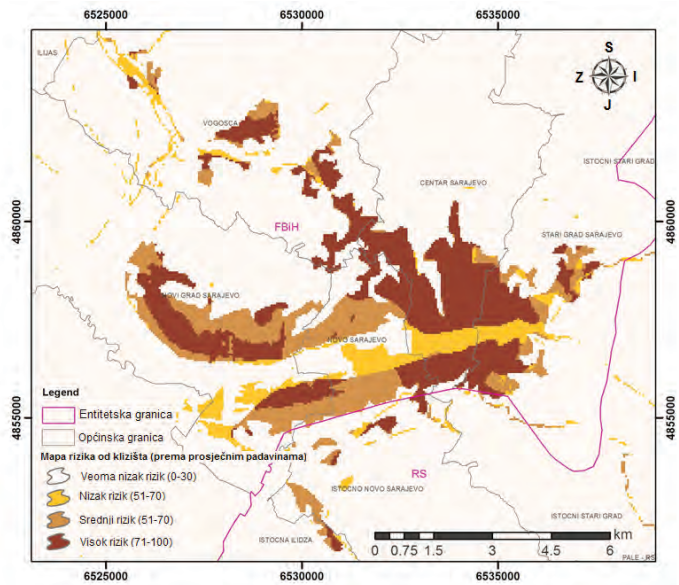 6525000 6530000 6535000
S
Z I
J
ILIJAS
VOGOSCA
ISTOCNI STARI GRAD
CENTAR SARAJEVO
4860000 4860000
FBiH
STARI GRAD SARAJEVO
NOVI GRAD SARAJEVO
NOVO SARAJEVO
Legend
Entitetska granica
4855000 4855000
Općinska granica
Mapa rizika od klizišta (prema prosječnim padavinama)
RS
Veoma nizak rizik (0-30)
ISTOCNO NOVO SARAJEVO
Nizak rizik (51-70)
ISTOCNI STARI GRAD
Srednji rizik (51-70)
km
Visok rizik (71-100)
ISTOCNA ILIDZA
0 0.75 1.5 3 4.5 6
PALE - RS
6525000 6530000 6535000